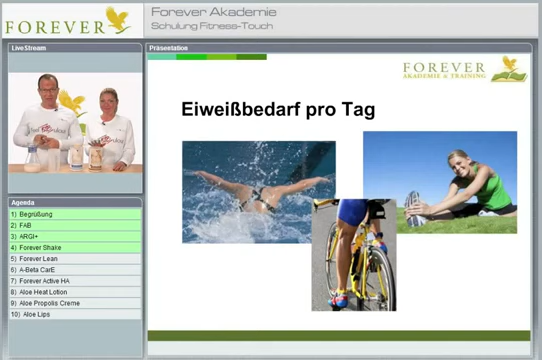 FOREVER
Forever Akademie
Schulung Fitness-Touch
LiveStream
Präsentation
FOREVER
AKADEMIE & TRAINING
Eiweißbedarf pro Tag
Agenda
1) Begrüßung
2) FAB
3) ARGI+
4) Forever Shake
5) Forever Lean
6) A-Beta CarE
7) Forever Active HA
8) Aloe Heat Lotion
9) Aloe Propolis Creme
10) Aloe Lips